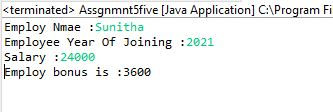 <terminated> Assgnmnt5five [Java Application] C:\Program Fi
Employ Nmae :Sunitha
Employee Year Of Joining :2021
Salary :24000
Employ bonus is :3600